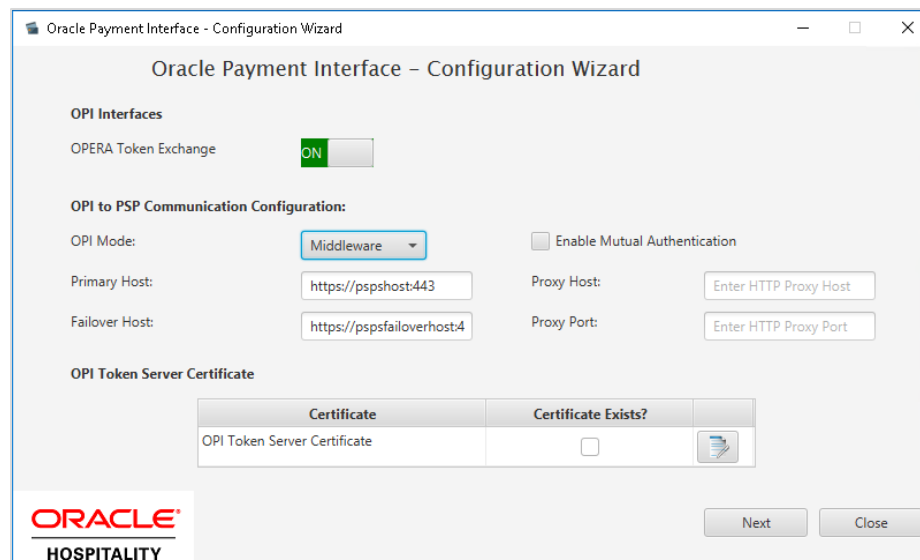 Oracle Payment Interface - Configuration Wizard
Oracle Payment Interface – Configuration Wizard
OPI Interfaces
OPERA Token Exchange ON
OPI to PSP Communication Configuration:
OPI Mode: Middleware Enable Mutual Authentication
Primary Host: https://pspshost:443 Proxy Host: Enter HTTP Proxy Host
Failover Host: https://pspsfailoverhost:4 Proxy Port: Enter HTTP Proxy Port
OPI Token Server Certificate
Certificate Certificate Exists?
OPI Token Server Certificate
ORACLE®
HOSPITALITY
Next Close